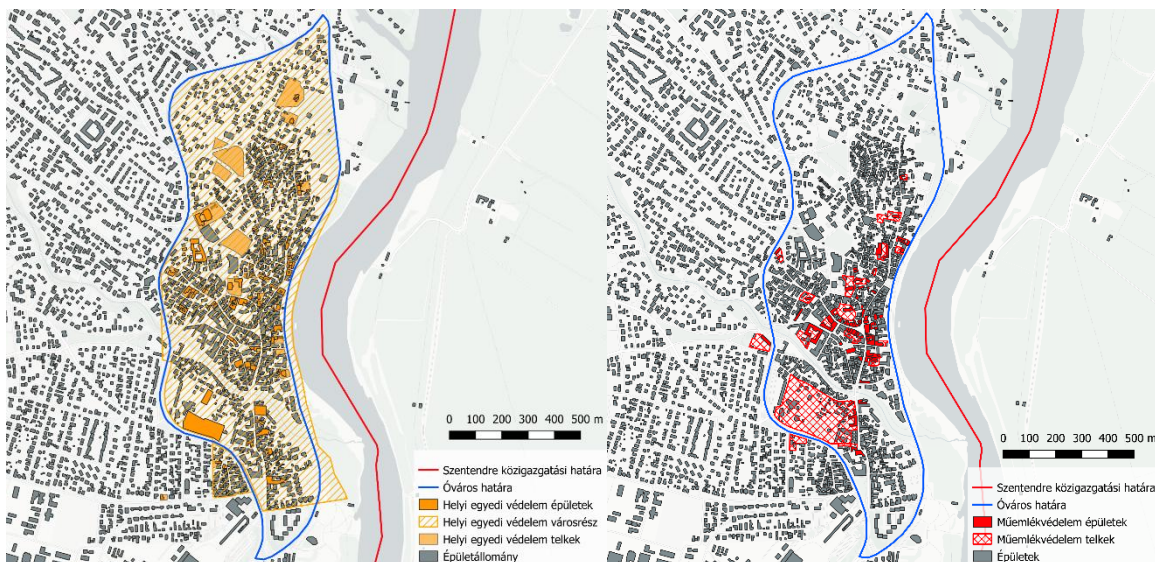 0 100 200 300 400 500 m
Szentendre közigazgatási határa
Óváros határa
Helyi egyedi védelem épületek
Helyi egyedi védelem városrész
Helyi egyedi védelem telkek
Épületállomány
0 100 200 300 400 500 m
Szentendre közigazgatási határa
Óváros határa
Műemlékvédelem épületek
Műemlékvédelem telkek
Épületek